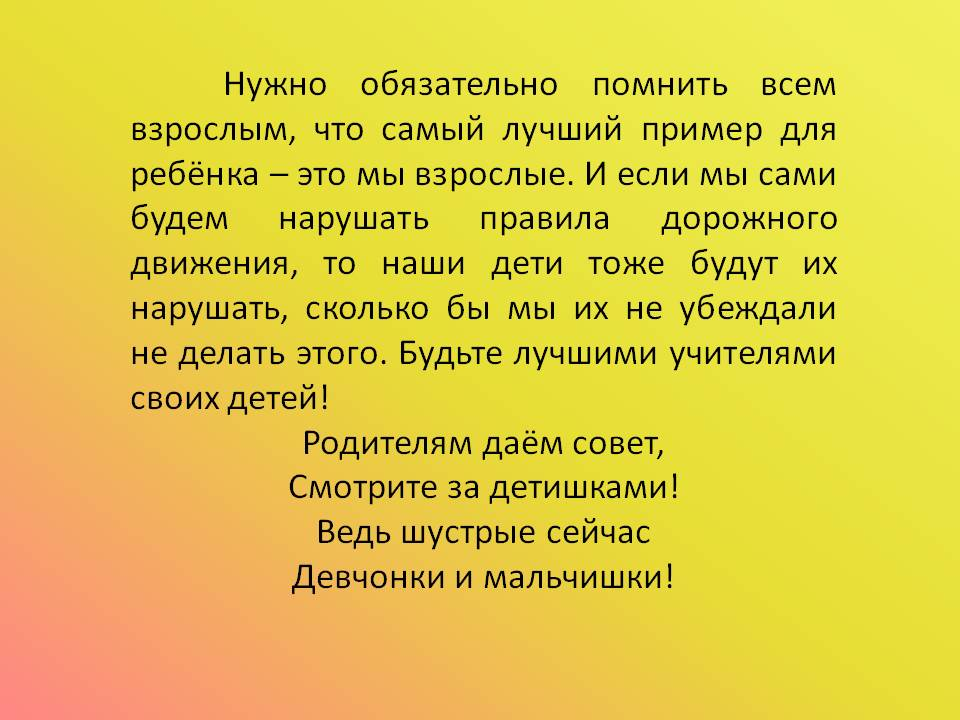 Нужно обязательно помнить всем
взрослым, что самый лучший пример для
ребёнка – это мы взрослые. И если мы сами
будем нарушать правила дорожного
движения, то наши дети тоже будут их
нарушать, сколько бы мы их не убеждали
не делать этого. Будьте лучшими учителями
своих детей!
Родителям даём совет,
Смотрите за детишками!
Ведь шустрые сейчас
Девчонки и мальчишки!